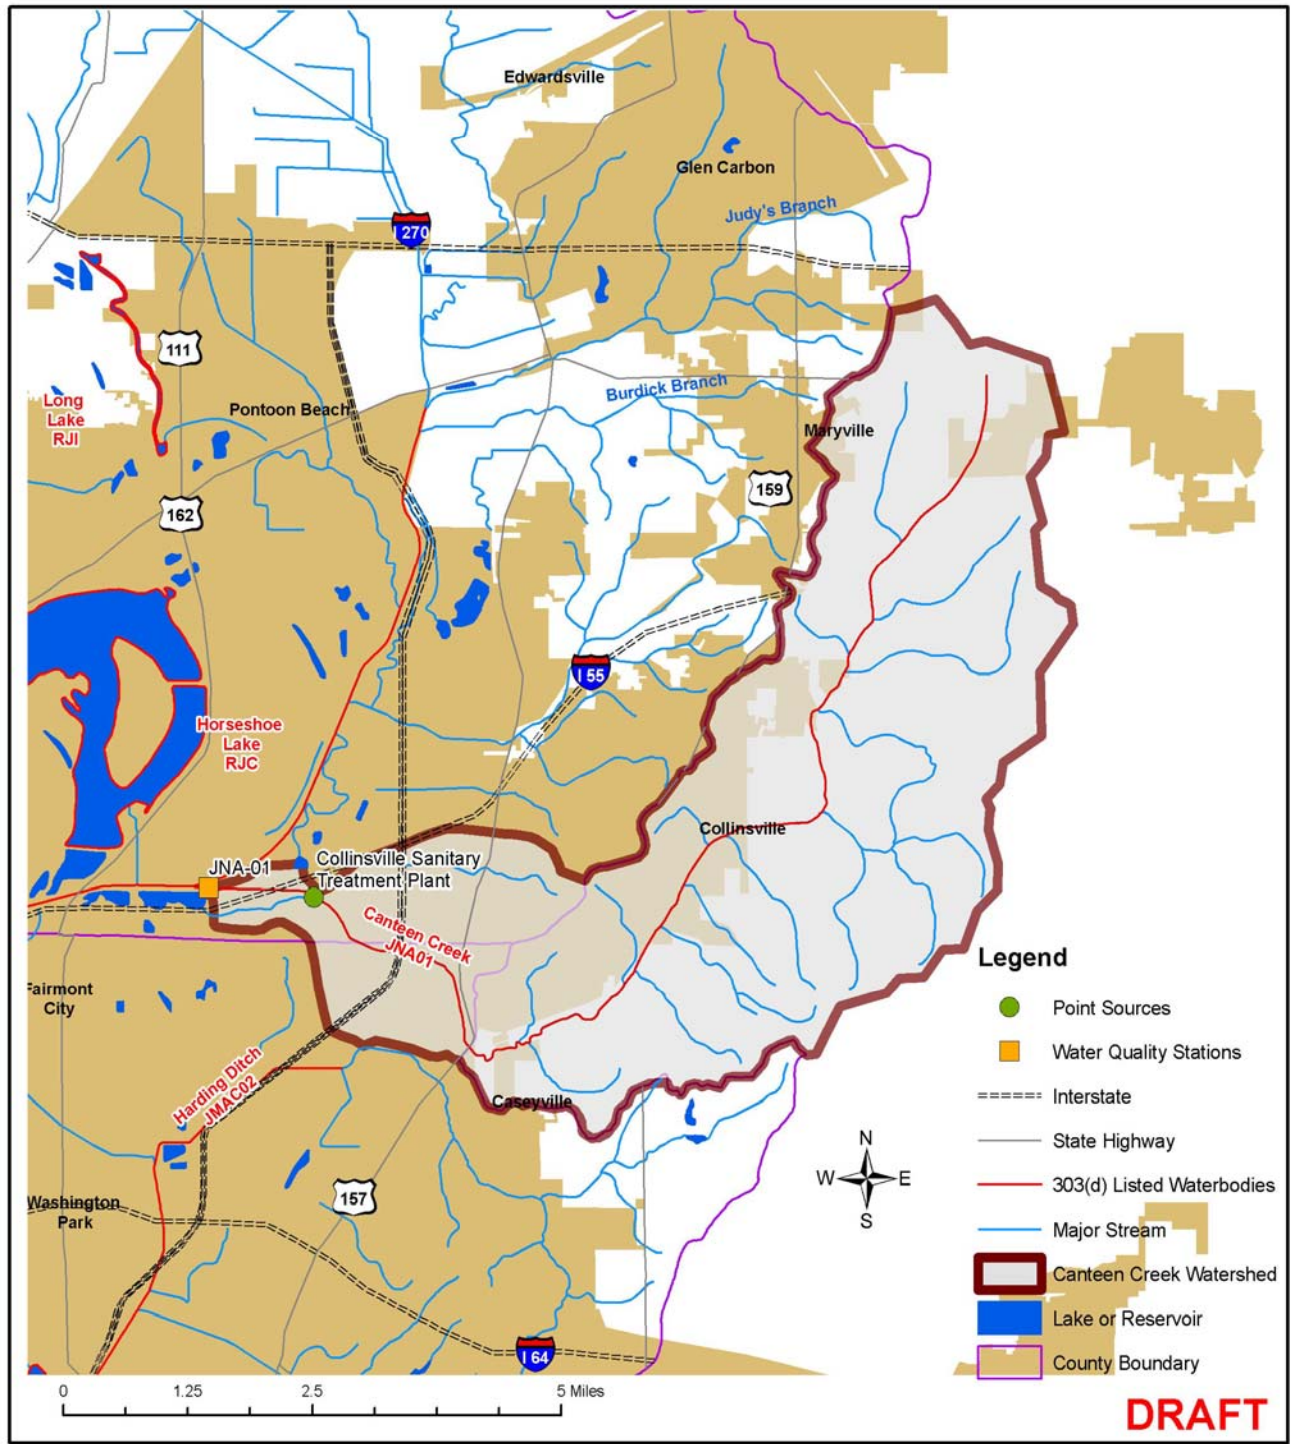 Edwardsville
Glen Carbon
Judy's Branch
I 270
111
Long
Lake
RJI
Pontoon Beach
Burdick Branch
Maryville
159
162
I 55
Horseshoe
Lake
RJC
Collinsville
JNA-01
Collinsville Sanitary
Treatment Plant
Canteen Creek
JNA01
Fairmont
City
Harding Ditch
JMAC02
Caseyville
Washington
Park
157
I 64
N
W E
S
Legend
Point Sources
Water Quality Stations
Interstate
State Highway
303(d) Listed Waterbodies
Major Stream
Canteen Creek Watershed
Lake or Reservoir
County Boundary
0 1.25 2.5 5 Miles
DRAFT